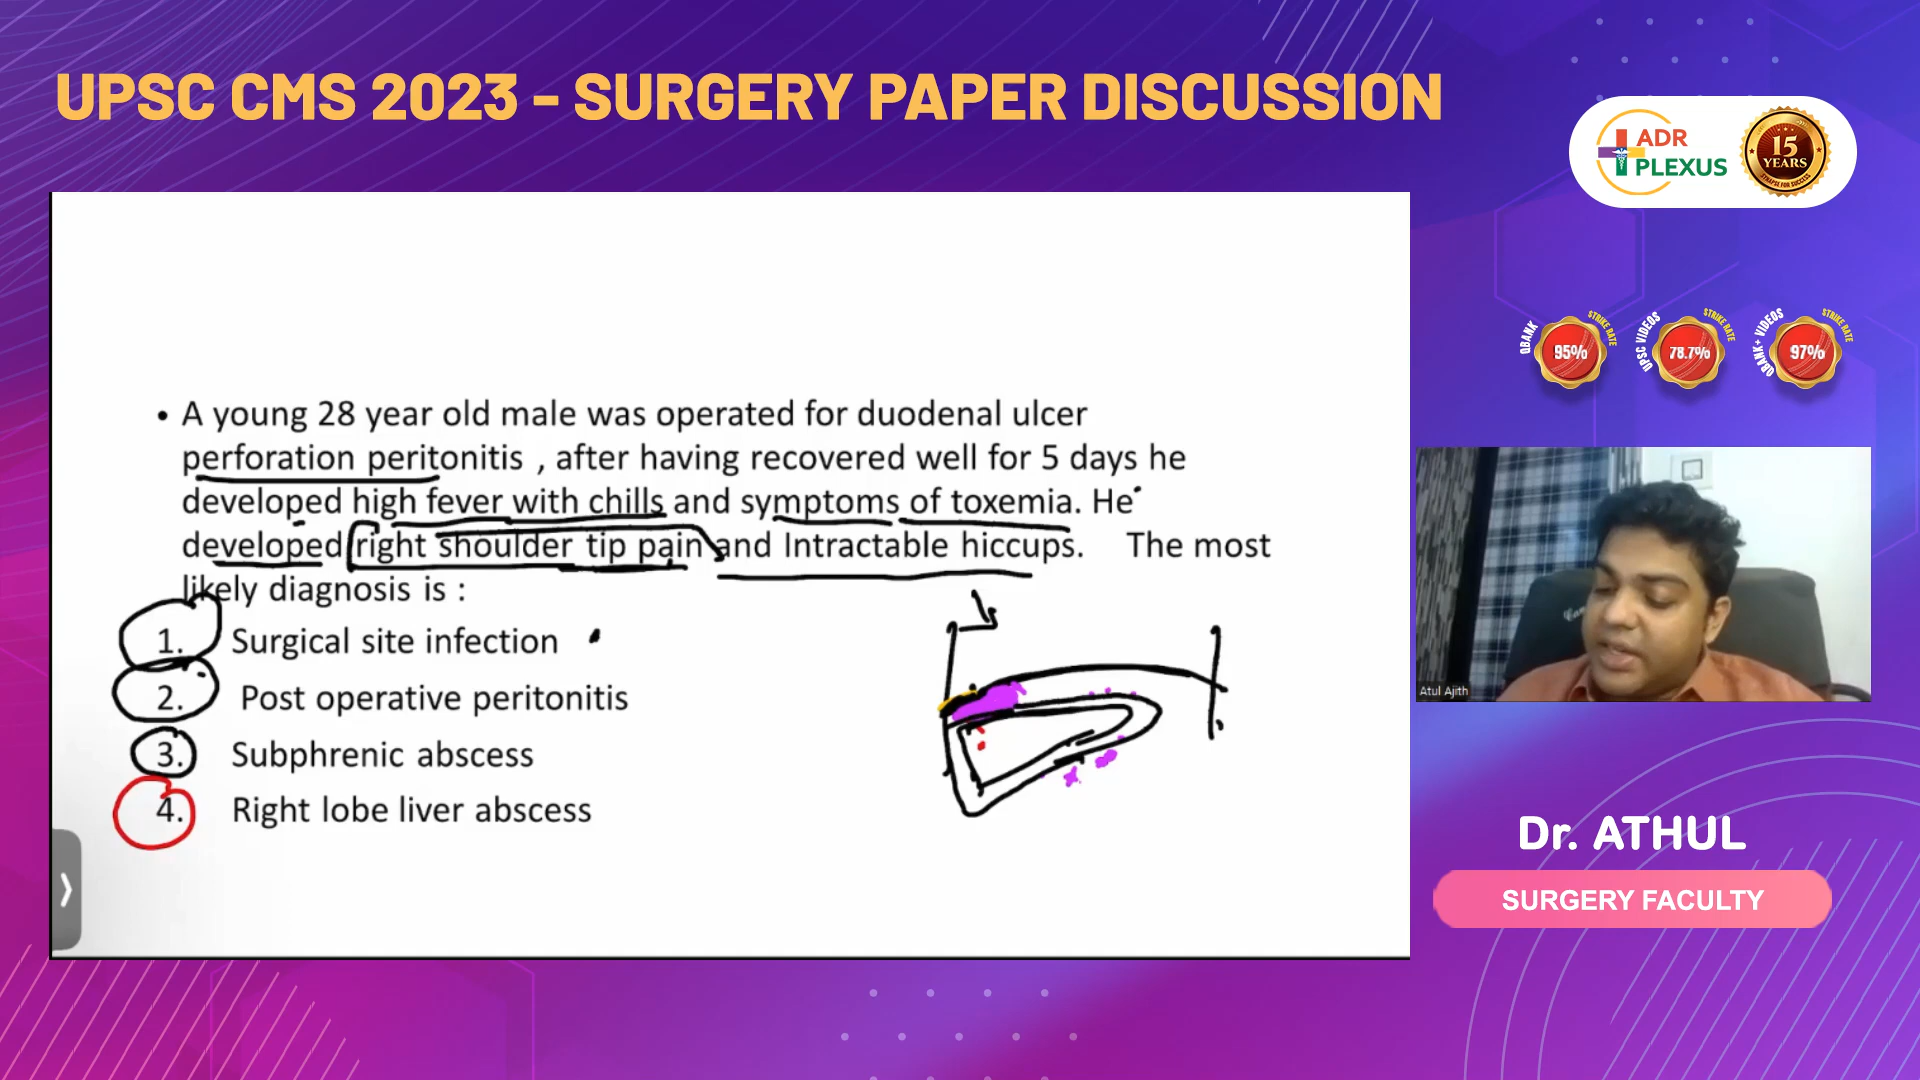 UPSC CMS 2023 - SURGERY PAPER DISCUSSION
ADR
PLEXUS
15
YEARS
QBANK
95%
STRIKE RATE
UPSC VIDEOS
78.7%
STRIKE RATE
QBANK+ VIDEOS
97%
STRIKE RATE
• A young 28 year old male was operated for duodenal ulcer
perforation peritonitis , after having recovered well for 5 days he
developed high fever with chills and symptoms of toxemia. He
developed right shoulder tip pain and Intractable hiccups. The most
likely diagnosis is :
1. Surgical site infection
2. Post operative peritonitis
3. Subphrenic abscess
4. Right lobe liver abscess
Atul Ajith
Dr. ATHUL
SURGERY FACULTY